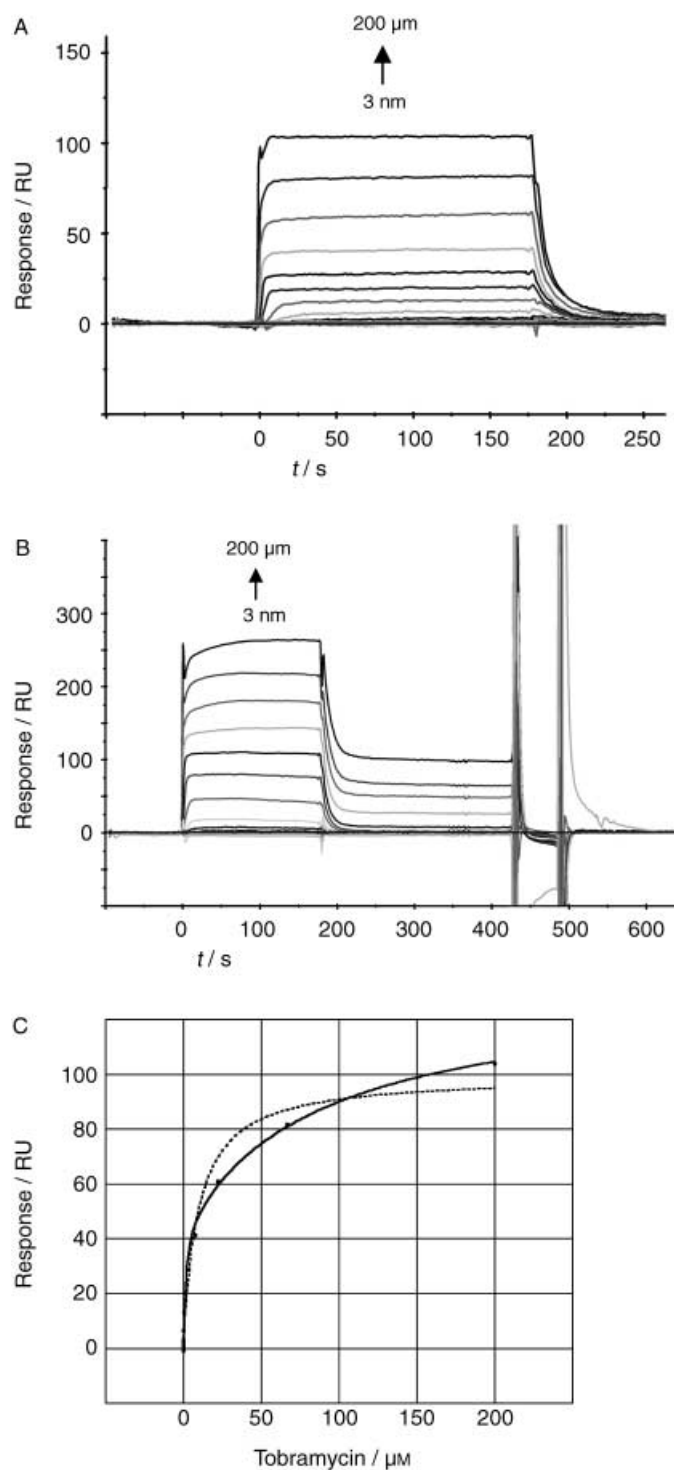 A
200 µm
3 nm
150
100
50
0
Response / RU
0 50 100 150 200 250
t / s
B
200 µm
3 nm
300
200
100
0
Response / RU
0 100 200 300 400 500 600
t / s
C
100
80
60
40
20
0
Response / RU
0 50 100 150 200
Tobramycin / µM